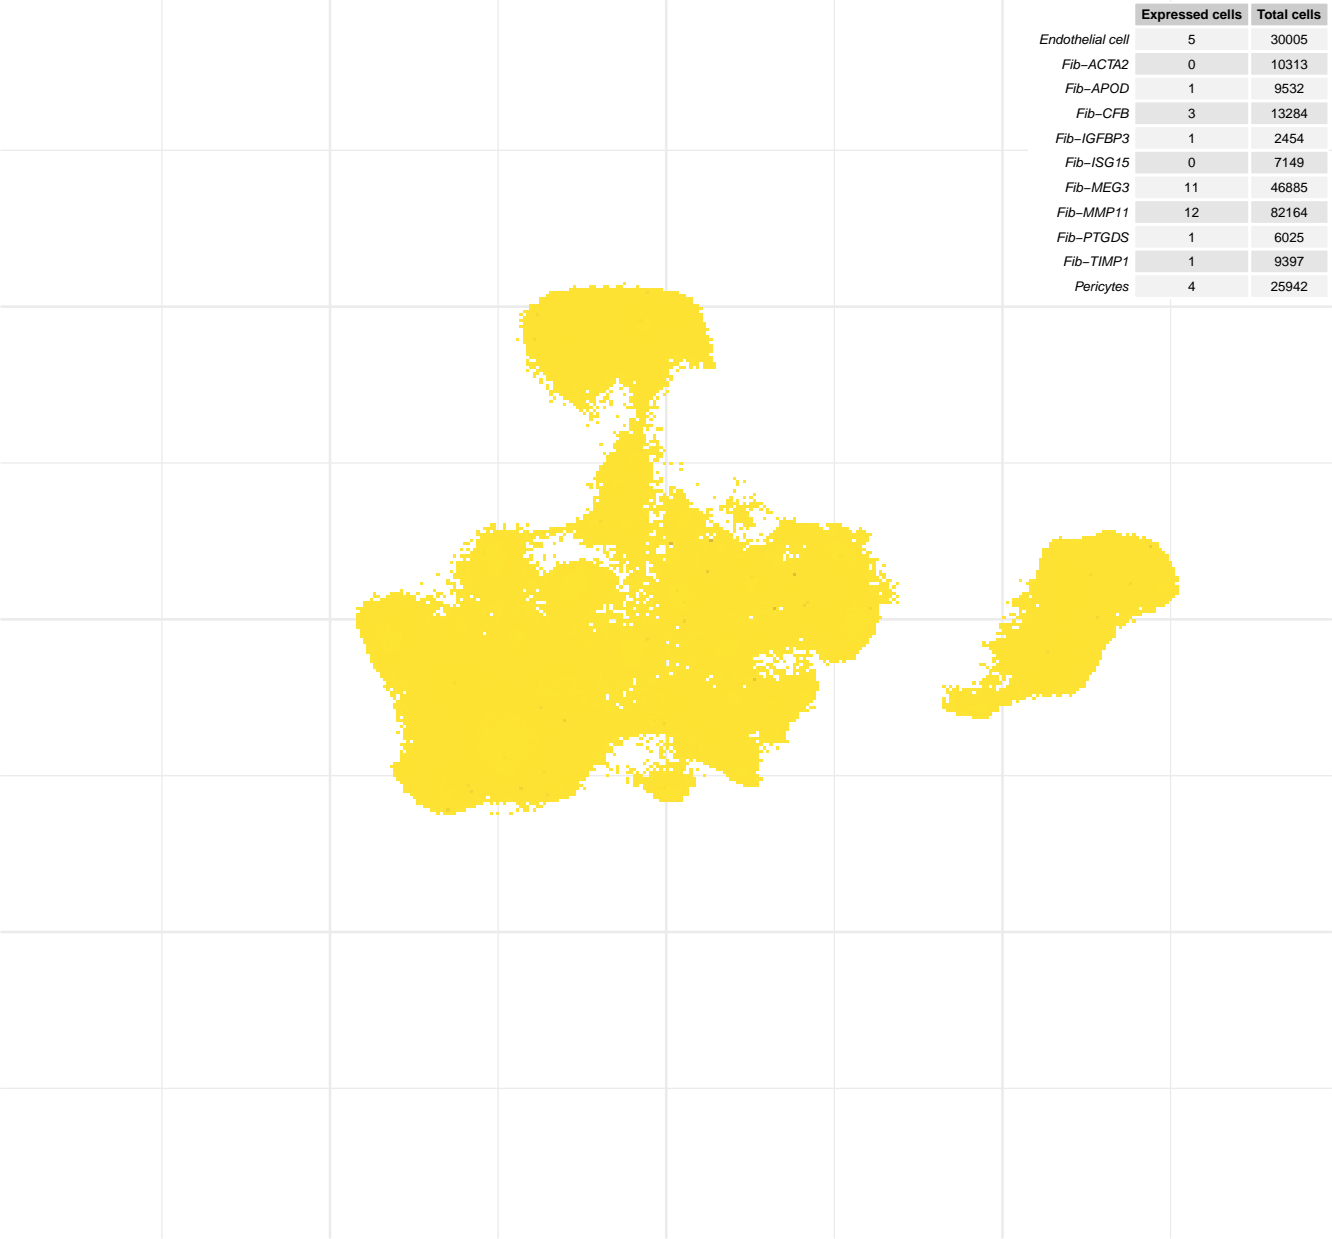 Expressed cells Total cells
Endothelial cell 5 30005
Fib−ACTA2 0 10313
Fib−APOD 1 9532
Fib−CFB 3 13284
Fib−IGFBP3 1 2454
Fib−ISG15 0 7149
Fib−MEG3 11 46885
Fib−MMP11 12 82164
Fib−PTGDS 1 6025
Fib−TIMP1 1 9397
Pericytes 4 25942